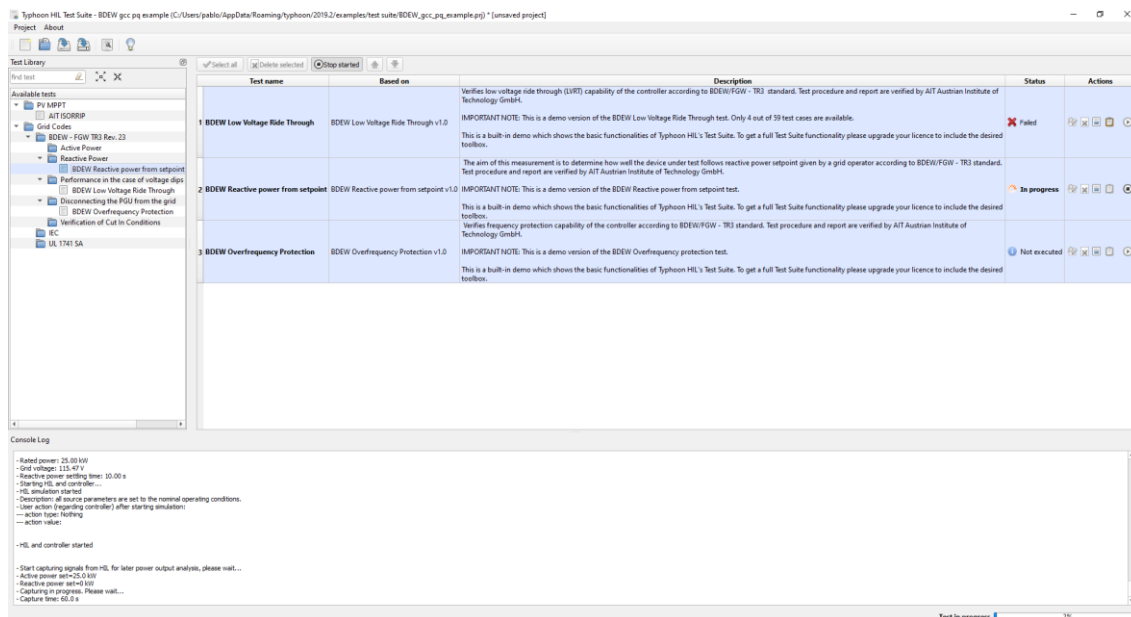 Typhoon HIL Test Suite - BDEW gcc pq example (C:/Users/pablo/AppData/Roaming/typhoon/2019.2/examples/test suite/BDEW_gcc_pq_example.prj) * [unsaved project]
Project About
Test Library
Select all Delete selected Stop started
find test
Test name Based on Description Status Actions
Available tests
PV MPPT
AIT ISORRIP
Grid Codes
BDEW - FGW TR3 Rev. 23
Active Power
Reactive Power
BDEW Reactive power from setpoint
Performance in the case of voltage dips
BDEW Low Voltage Ride Through
Disconnecting the PGU from the grid
BDEW Overfrequency Protection
Verification of Cut In Conditions
IEC
UL 1741 SA
1 BDEW Low Voltage Ride Through BDEW Low Voltage Ride Through v1.0
Verifies low voltage ride through (LVRT) capability of the controller according to BDEW/FGW - TR3 standard. Test procedure and report are verified by AIT Austrian Institute of
Technology GmbH.
IMPORTANT NOTE: This is a demo version of the BDEW Low Voltage Ride Through test. Only 4 out of 59 test cases are available.
This is a built-in demo which shows the basic functionalities of Typhoon HIL's Test Suite. To get a full Test Suite functionality please upgrade your licence to include the desired
toolbox.
Failed
2 BDEW Reactive power from setpoint BDEW Reactive power from setpoint v1.0
The aim of this measurement is to determine how well the device under test follows reactive power setpoint given by a grid operator according to BDEW/FGW - TR3 standard.
Test procedure and report are verified by AIT Austrian Institute of Technology GmbH.
IMPORTANT NOTE: This is a demo version of the BDEW Reactive power from setpoint test.
This is a built-in demo which shows the basic functionalities of Typhoon HIL's Test Suite. To get a full Test Suite functionality please upgrade your licence to include the desired
toolbox.
In progress
3 BDEW Overfrequency Protection BDEW Overfrequency Protection v1.0
Verifies frequency protection capability of the controller according to BDEW/FGW - TR3 standard. Test procedure and report are verified by AIT Austrian Institute of
Technology GmbH.
IMPORTANT NOTE: This is a demo version of the BDEW Overfrequency protection test.
This is a built-in demo which shows the basic functionalities of Typhoon HIL's Test Suite. To get a full Test Suite functionality please upgrade your licence to include the desired
toolbox.
Not executed
Console Log
- Rated power: 25.00 kW
- Grid voltage: 115.47 V
- Reactive power settling time: 10.00 s
- Starting HIL and controller...
- HIL simulation started
- Description: all source parameters are set to the nominal operating conditions.
- User action (regarding controller) after starting simulation:
--- action type: Nothing
--- action value:
- HIL and controller started
- Start capturing signals from HIL for later power output analysis, please wait...
- Active power set=25.0 kW
- Reactive power set=0 kW
- Capturing in progress. Please wait...
- Capture time: 60.0 s
Test in progress